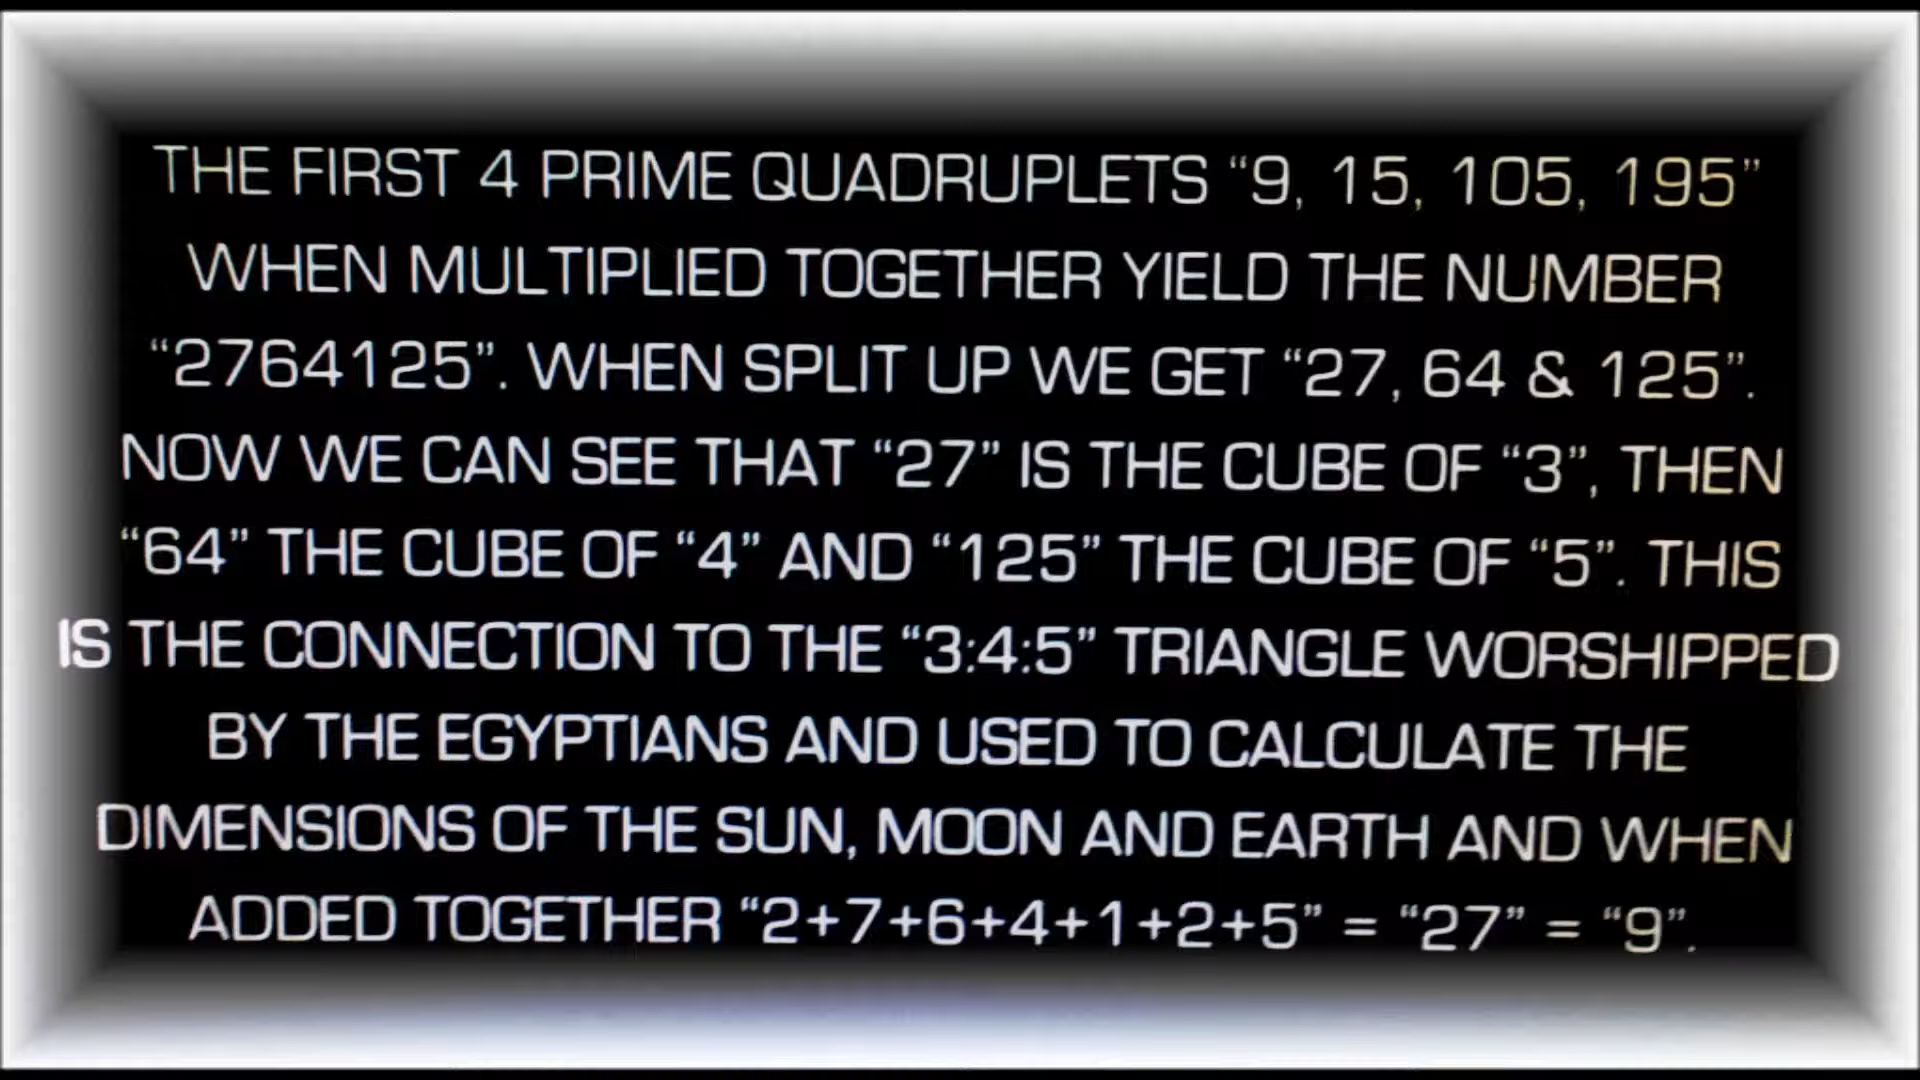 THE FIRST 4 PRIME QUADRUPLETS “9, 15, 105, 195”
WHEN MULTIPLIED TOGETHER YIELD THE NUMBER
“2764125”. WHEN SPLIT UP WE GET “27, 64 & 125”.
NOW WE CAN SEE THAT “27” IS THE CUBE OF “3”, THEN
“64” THE CUBE OF “4” AND “125” THE CUBE OF “5”. THIS
IS THE CONNECTION TO THE “3:4:5” TRIANGLE WORSHIPPED
BY THE EGYPTIANS AND USED TO CALCULATE THE
DIMENSIONS OF THE SUN, MOON AND EARTH AND WHEN
ADDED TOGETHER “2+7+6+4+1+2+5” = “27” = “9”.